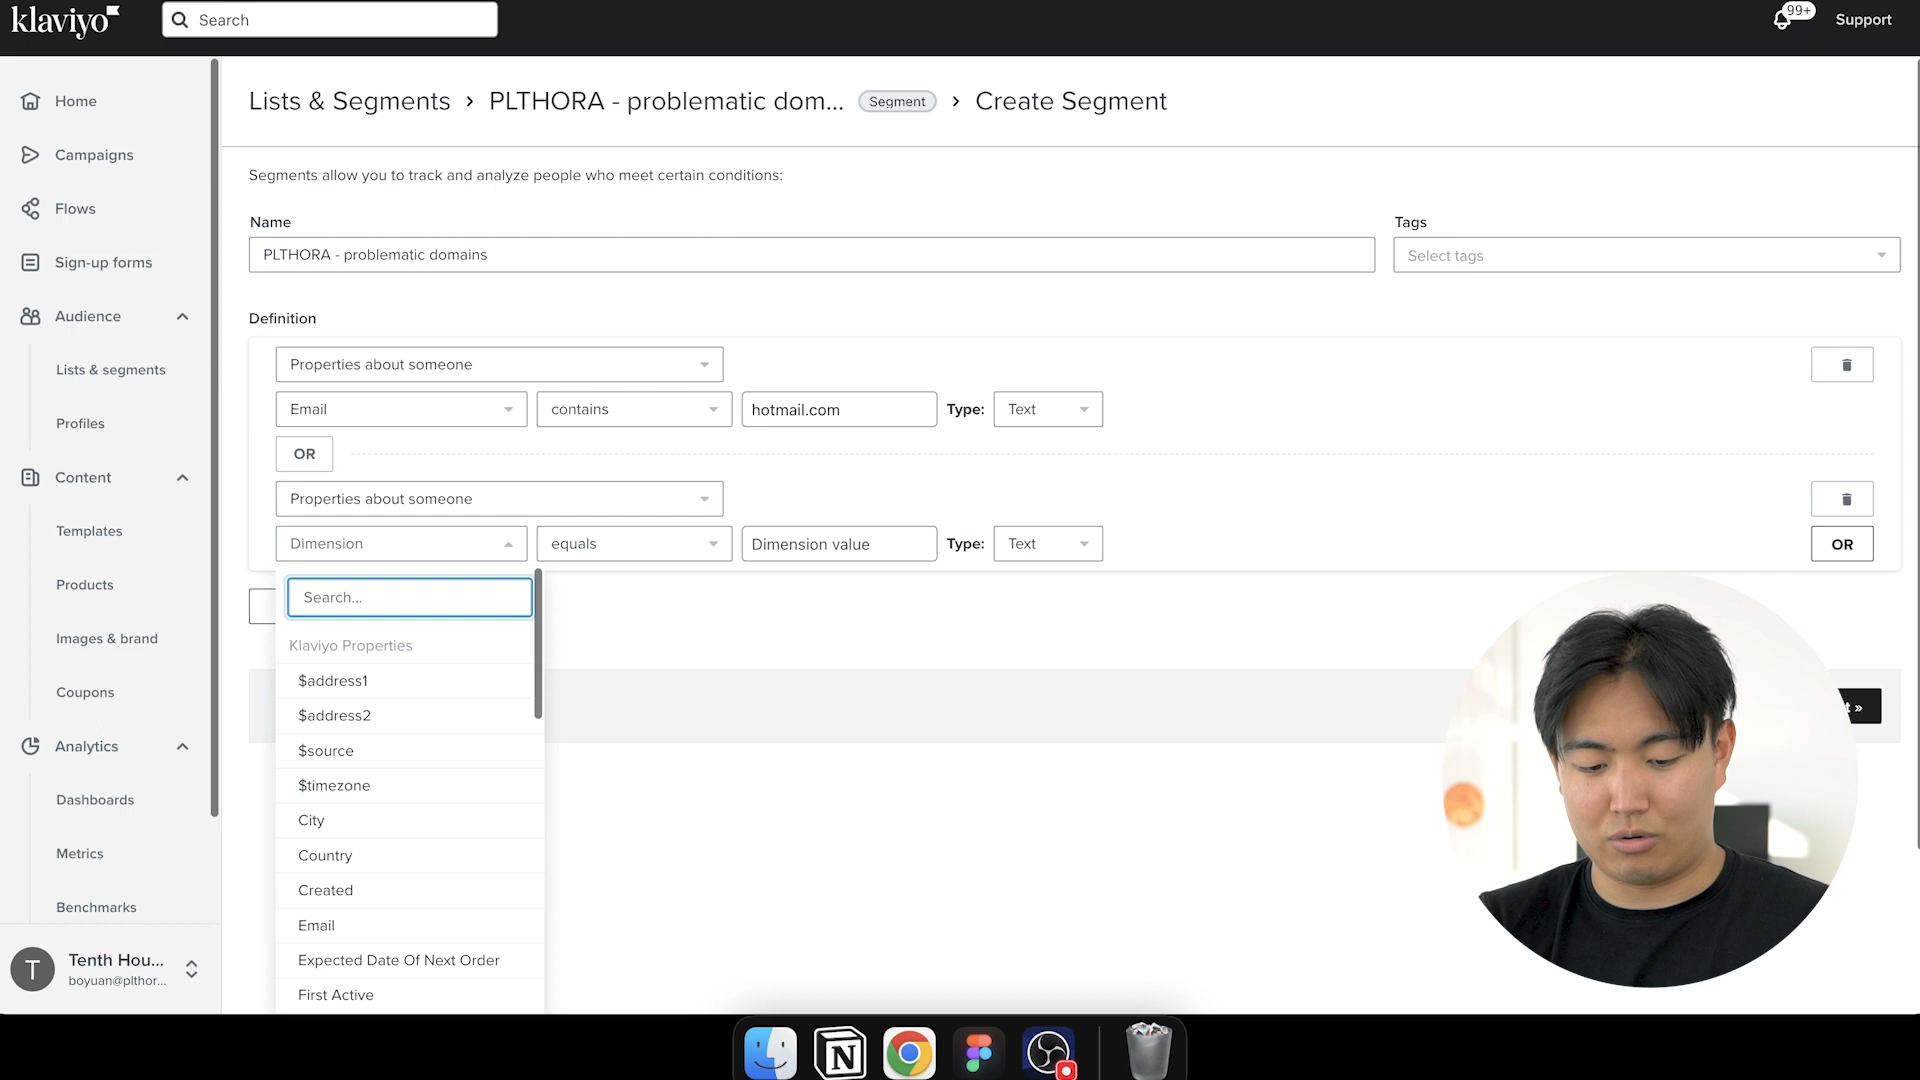 klaviyo
Search
99+
Support
Home
Campaigns
Flows
Sign-up forms
Audience
Lists & segments
Profiles
Content
Templates
Products
Images & brand
Coupons
Analytics
Dashboards
Metrics
Benchmarks
T
Tenth Hou...
boyuan@plthor...
Lists & Segments > PLTHORA - problematic dom... Segment > Create Segment
Segments allow you to track and analyze people who meet certain conditions:
Name
PLTHORA - problematic domains
Tags
Select tags
Definition
Properties about someone
Email contains hotmail.com Type: Text
OR
Properties about someone
Dimension equals Dimension value Type: Text OR
Search...
Klaviyo Properties
$address1
$address2
$source
$timezone
City
Country
Created
Email
Expected Date Of Next Order
First Active
t »
N